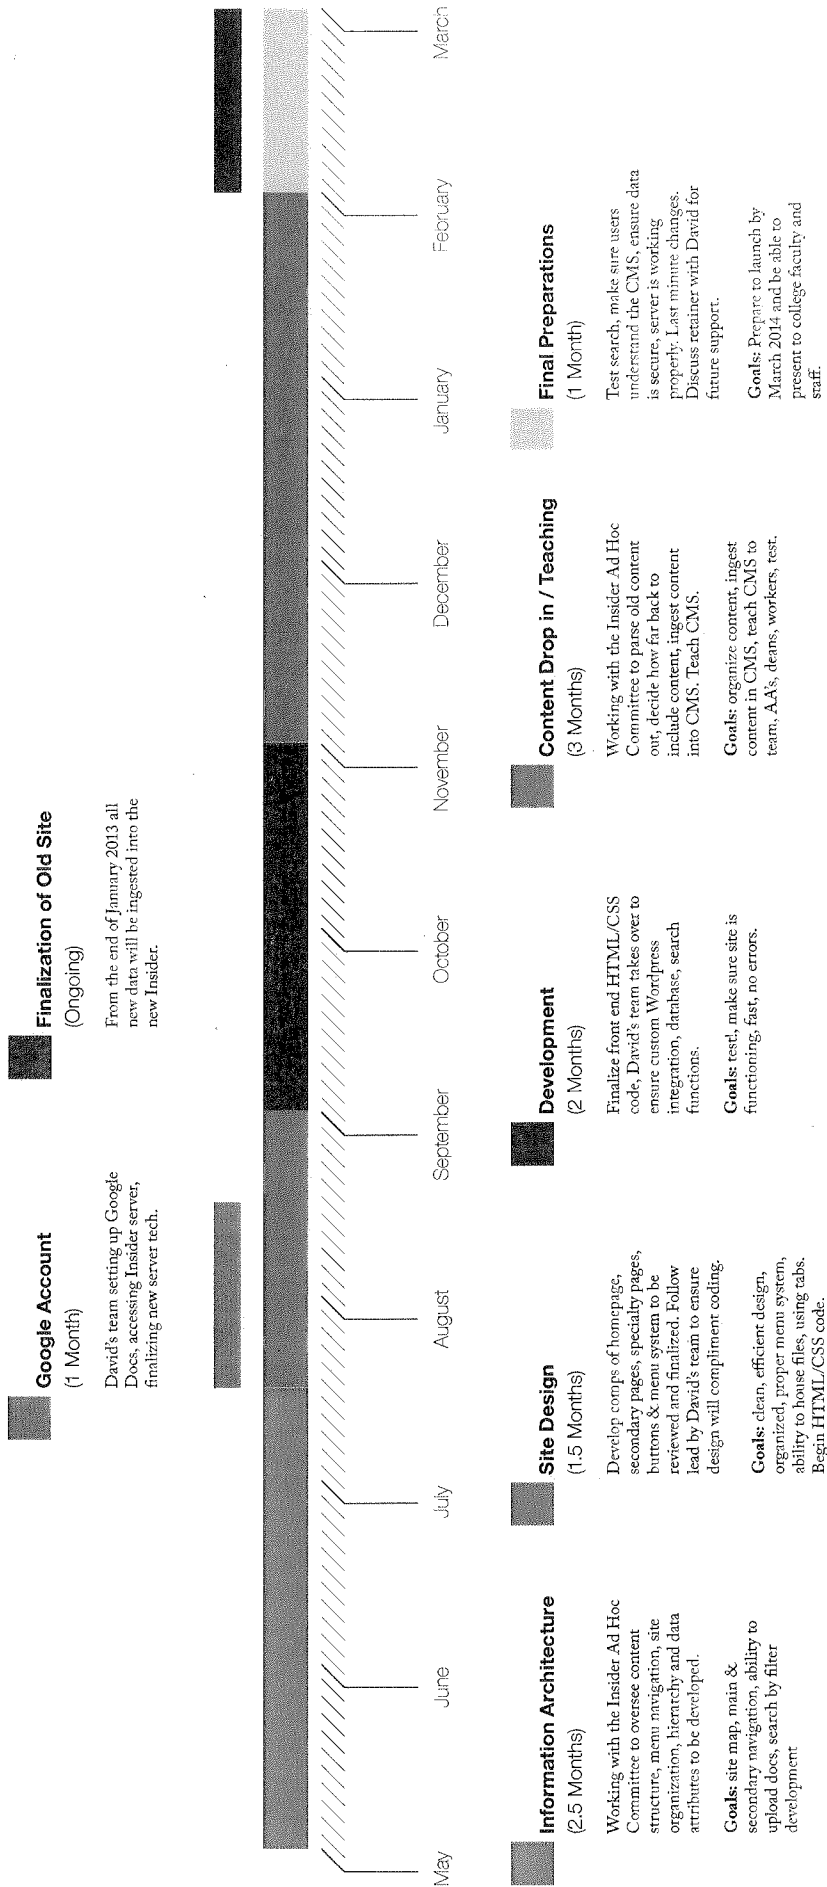 Google Account
(1 Month)
David's team setting up Google
Docs, accessing Insider server,
finalizing new server tech.
Finalization of Old Site
(Ongoing)
From the end of January 2013 all
new data will be ingested into the
new Insider.
May
June
July
August
September
October
November
December
January
February
March
Information Architecture
(2.5 Months)
Working with the Insider Ad Hoc
Committee to oversee content
structure, menu navigation, site
organization, hierarchy and data
attributes to be developed.
Goals: site map, main &
secondary navigation, ability to
upload docs, search by filter
development
Site Design
(1.5 Months)
Develop comps of homepage,
secondary pages, specialty pages,
buttons & menu system to be
reviewed and finalized. Follow
lead by David's team to ensure
design will compliment coding.
Goals: clean, efficient design,
organized, proper menu system,
ability to house files, using tabs.
Begin HTML/CSS code.
Development
(2 Months)
Finalize front end HTML/CSS
code, David's team takes over to
ensure custom Wordpress
integration, database, search
functions.
Goals: test!, make sure site is
functioning, fast, no errors.
Content Drop in / Teaching
(3 Months)
Working with the Insider Ad Hoc
Committee to parse old content
out, decide how far back to
include content, ingest content
into CMS. Teach CMS.
Goals: organize content, ingest
content in CMS, teach CMS to
team, AA's, deans, workers, test.
Final Preparations
(1 Month)
Test search, make sure users
understand the CMS, ensure data
is secure, server is working
properly. Last minute changes.
Discuss retainer with David for
future support.
Goals: Prepare to launch by
March 2014 and be able to
present to college faculty and
staff.